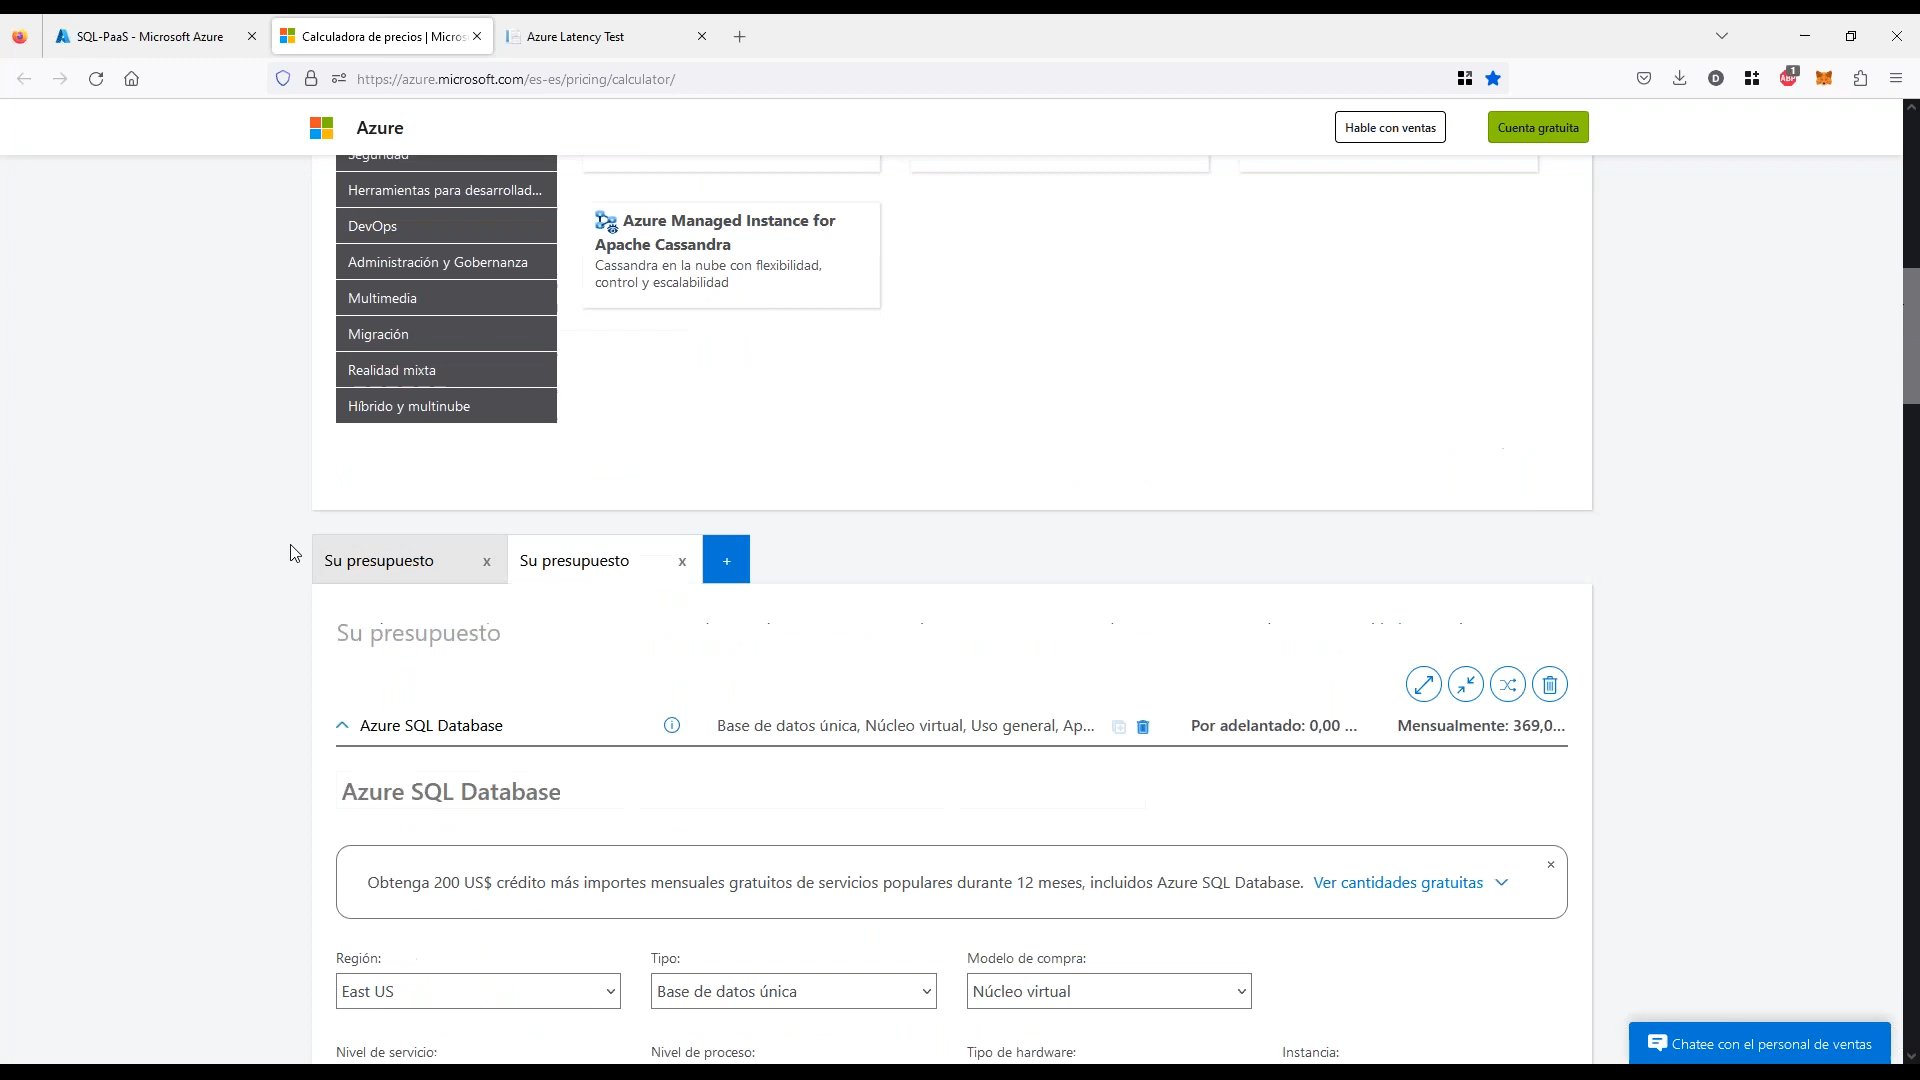 SQL-PaaS - Microsoft Azure
Calculadora de precios | Micros
Azure Latency Test
https://azure.microsoft.com/es-es/pricing/calculator/
D
ABP
1
Azure
Hable con ventas
Cuenta gratuita
Seguridad
Herramientas para desarrollad...
DevOps
Administración y Gobernanza
Multimedia
Migración
Realidad mixta
Híbrido y multinube
Azure Managed Instance for
Apache Cassandra
Cassandra en la nube con flexibilidad,
control y escalabilidad
Su presupuesto x
Su presupuesto x
+
Su presupuesto
Azure SQL Database
Base de datos única, Núcleo virtual, Uso general, Ap...
Por adelantado: 0,00 ...
Mensualmente: 369,0...
Azure SQL Database
Obtenga 200 US$ crédito más importes mensuales gratuitos de servicios populares durante 12 meses, incluidos Azure SQL Database. Ver cantidades gratuitas
Región:
Tipo:
Modelo de compra:
East US
Base de datos única
Núcleo virtual
Nivel de servicio:
Nivel de proceso:
Tipo de hardware:
Instancia:
Chatee con el personal de ventas